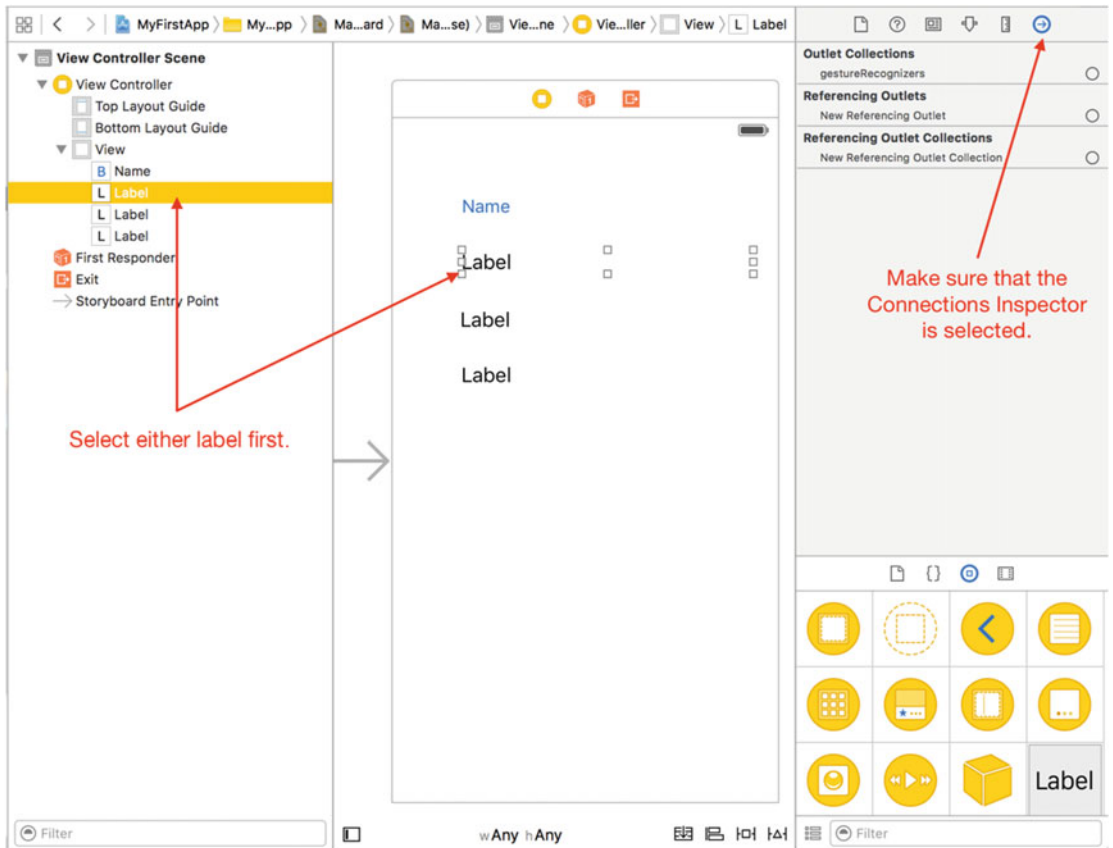 MyFirstApp
My...pp
Ma...ard
Ma...se)
Vie...ne
Vie...ller
View
L Label
View Controller Scene
View Controller
Top Layout Guide
Bottom Layout Guide
View
B Name
L Label
L Label
L Label
First Responder
Exit
Storyboard Entry Point
Select either label first.
Filter
Name
Label
Label
Label
wAny hAny
Outlet Collections
gestureRecognizers
Referencing Outlets
New Referencing Outlet
Referencing Outlet Collections
New Referencing Outlet Collection
Make sure that the
Connections Inspector
is selected.
{}
Label
Filter